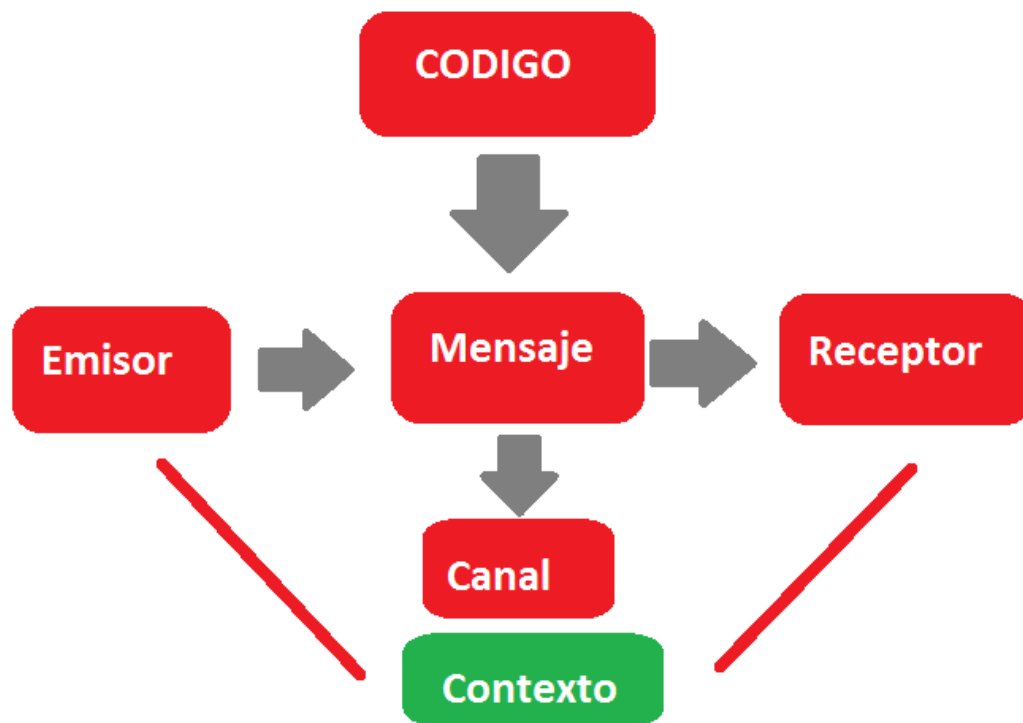 CODIGO
Emisor
Mensaje
Receptor
Canal
Contexto